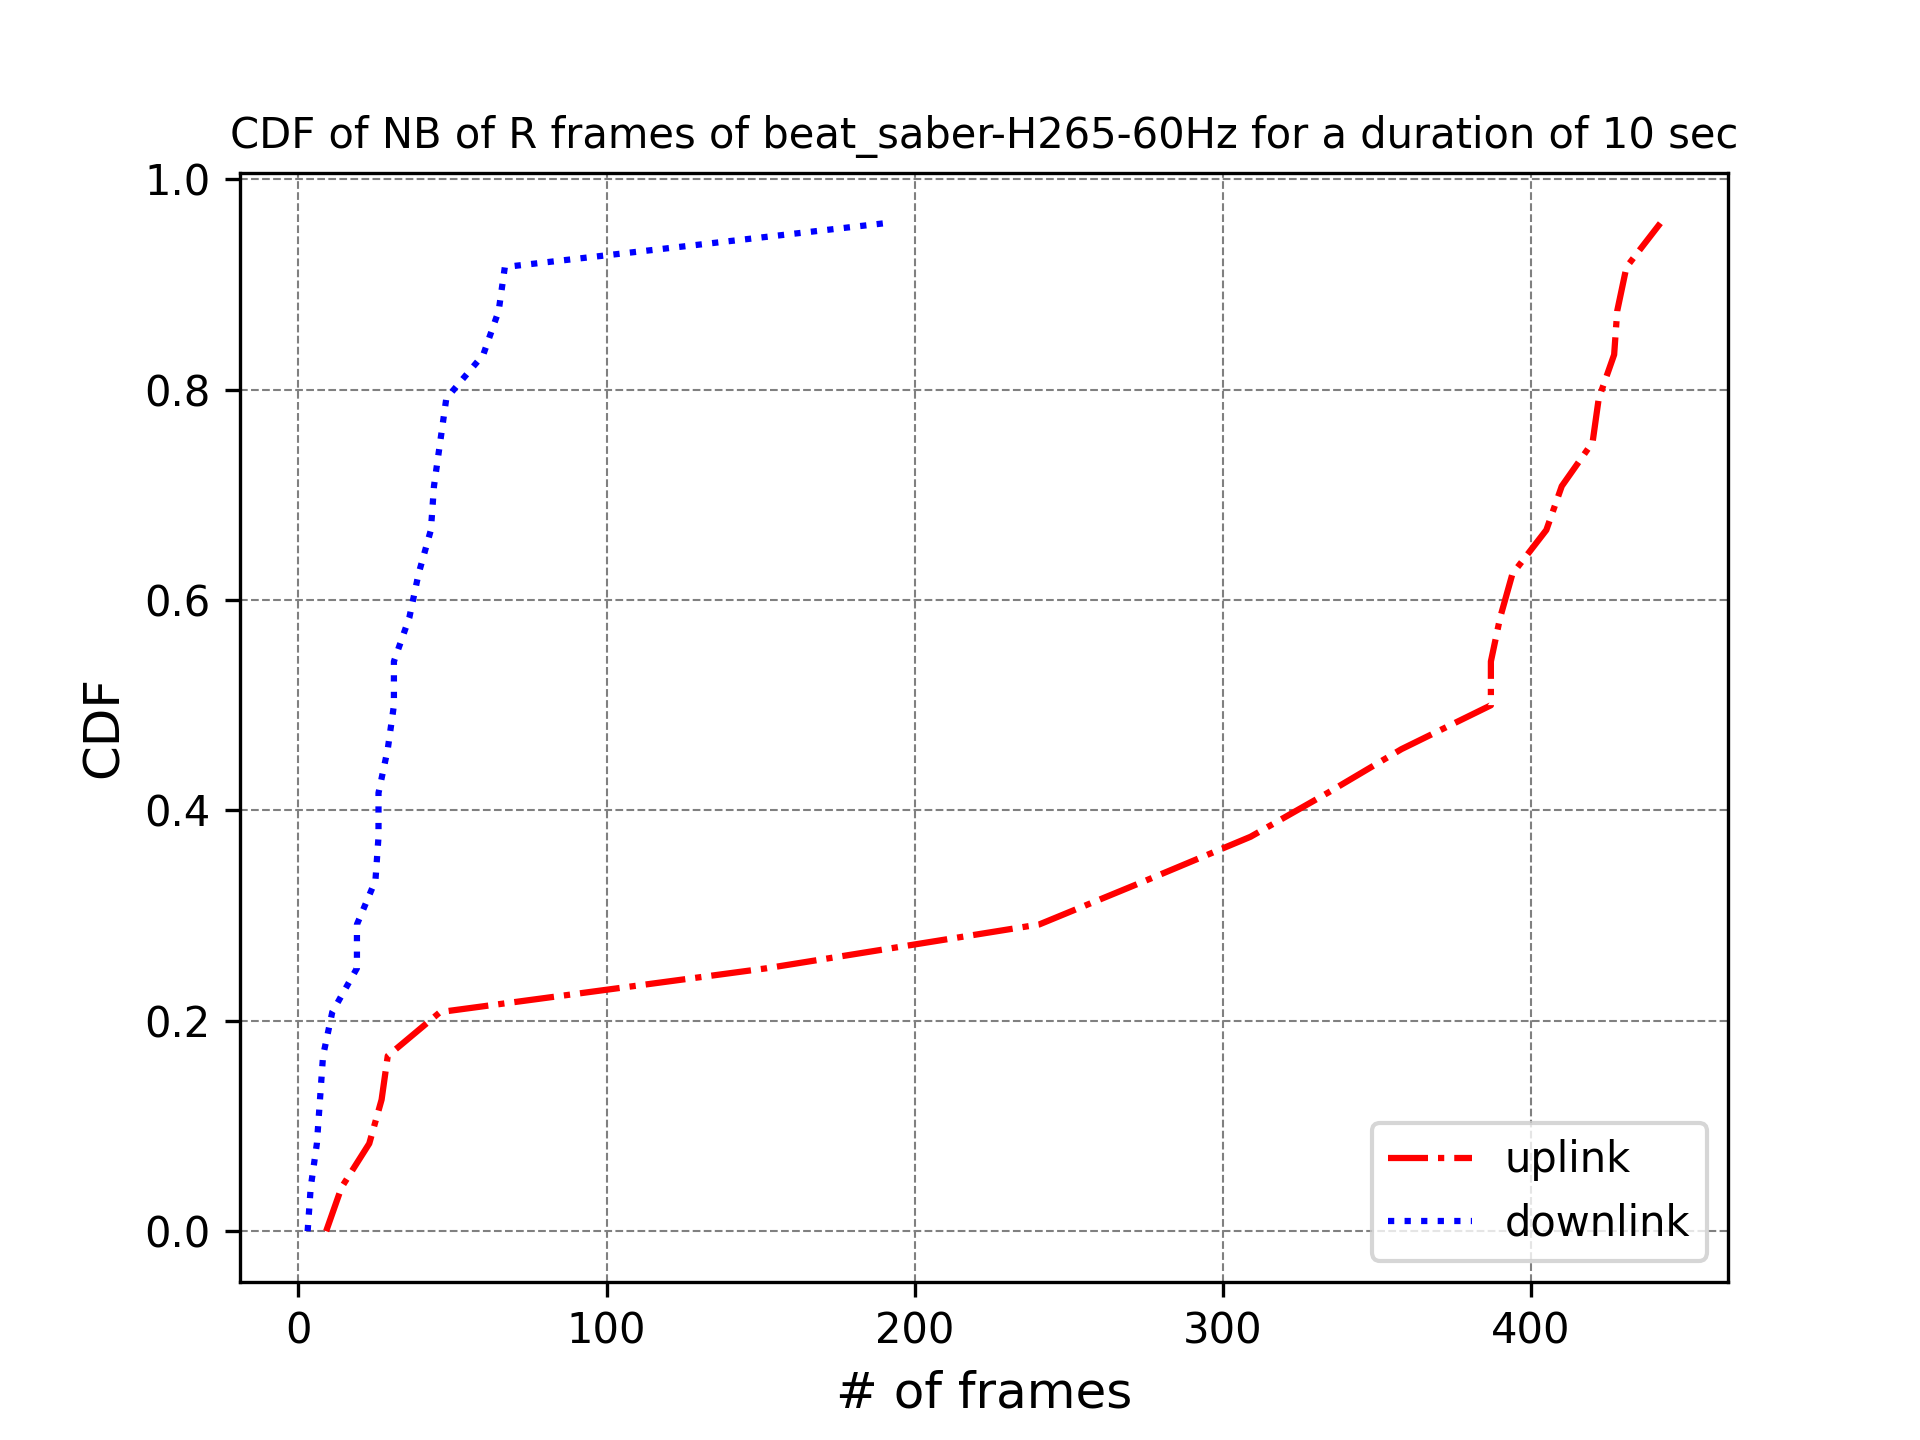 CDF of NB of R frames of beat_saber-H265-60Hz for a duration of 10 sec
1.0
0.8
0.6
0.4
0.2
0.0
CDF
uplink
downlink
0 100 200 300 400
# of frames